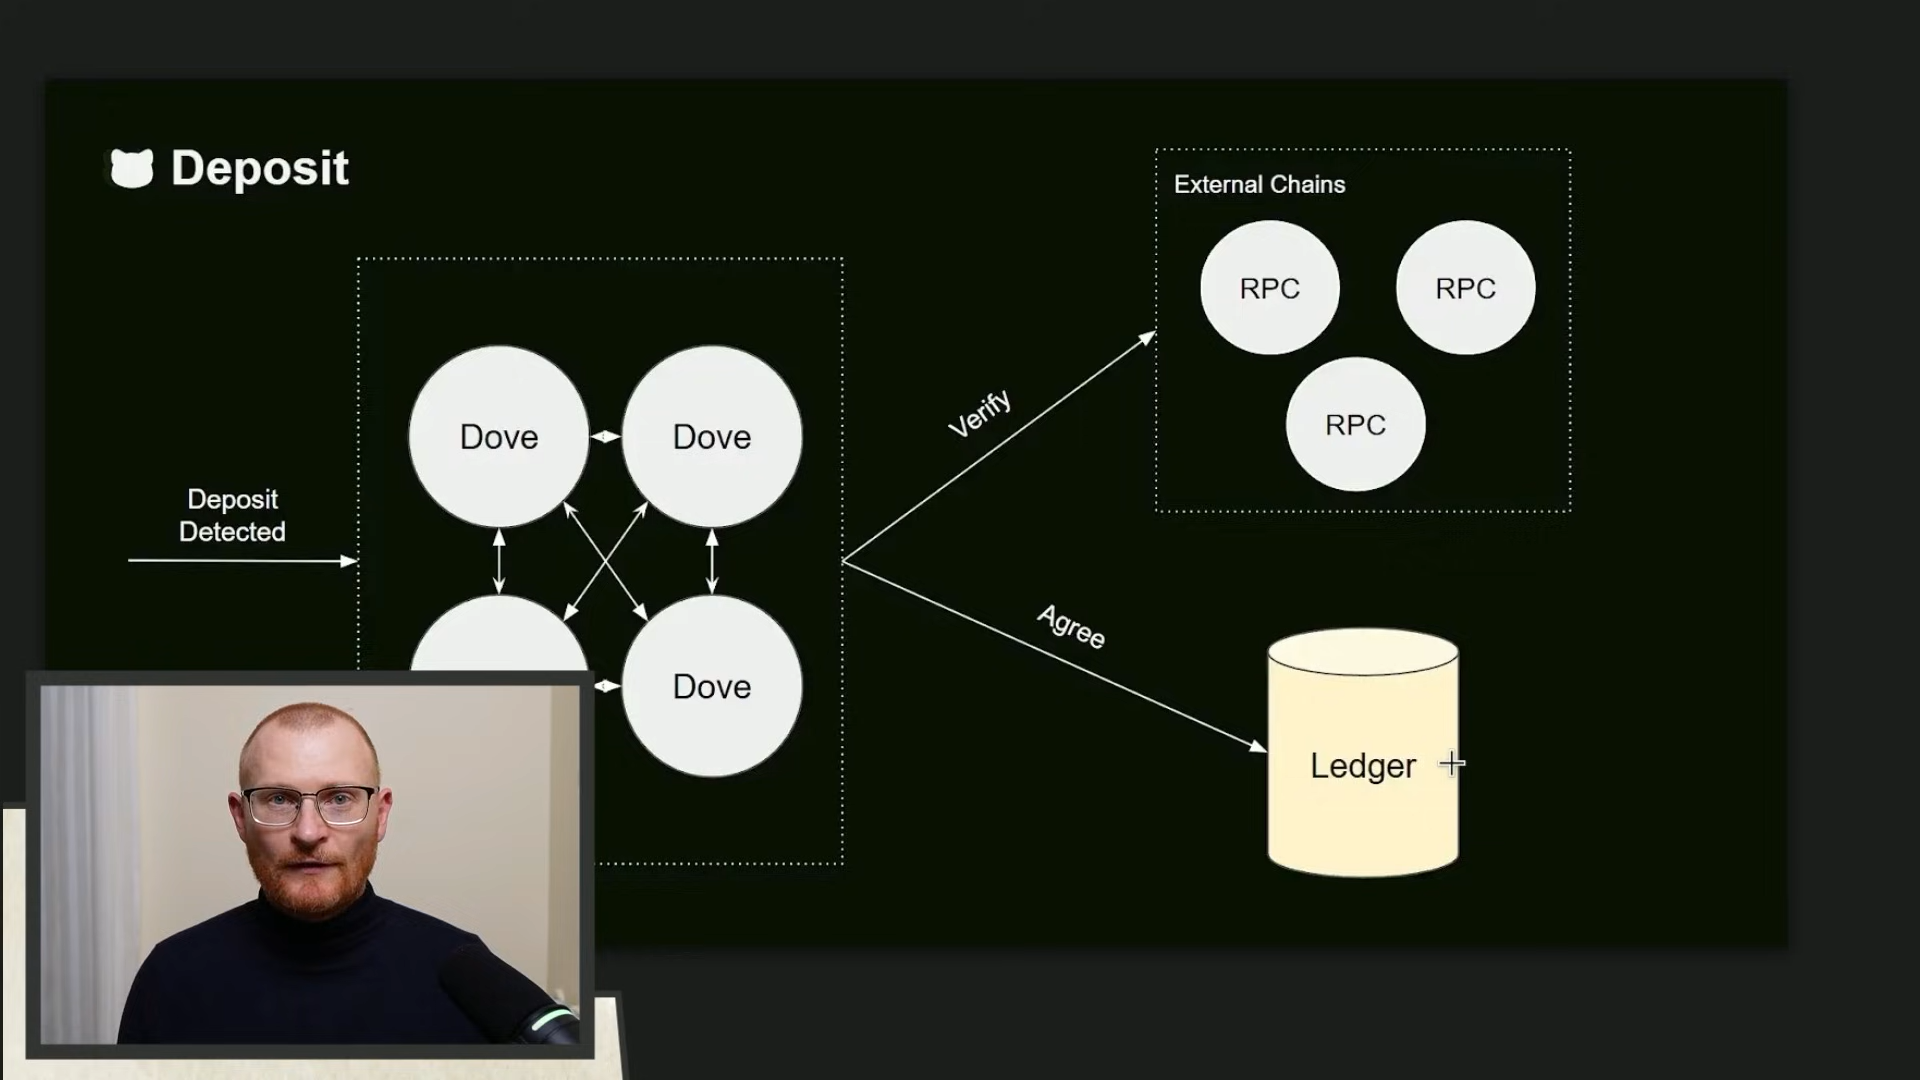 Deposit
External Chains
RPC
RPC
RPC
Dove
Dove
Verify
Deposit
Detected
Agree
Dove
Ledger